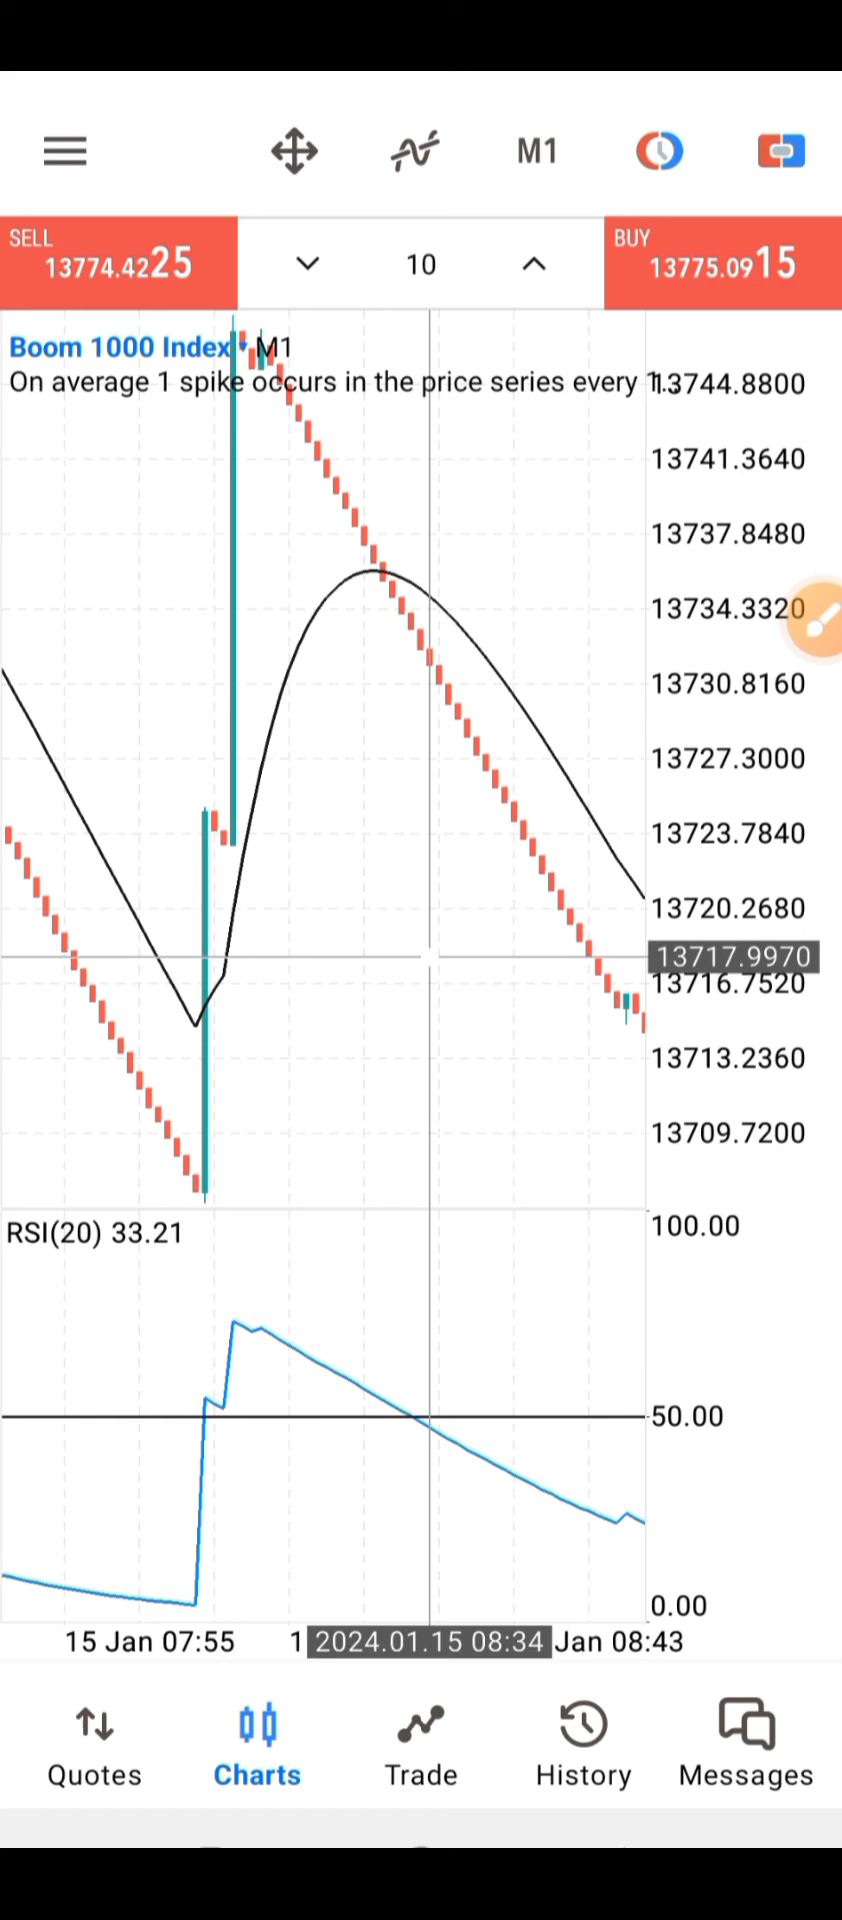 M1
SELL
13774.4225
10
BUY
13775.0915
Boom 1000 Index ▾ M1
On average 1 spike occurs in the price series every 1...
13744.8800
13741.3640
13737.8480
13734.3320
13730.8160
13727.3000
13723.7840
13720.2680
13717.9970
13716.7520
13713.2360
13709.7200
RSI(20) 33.21
100.00
50.00
0.00
15 Jan 07:55 1 2024.01.15 08:34 Jan 08:43
Quotes Charts Trade History Messages